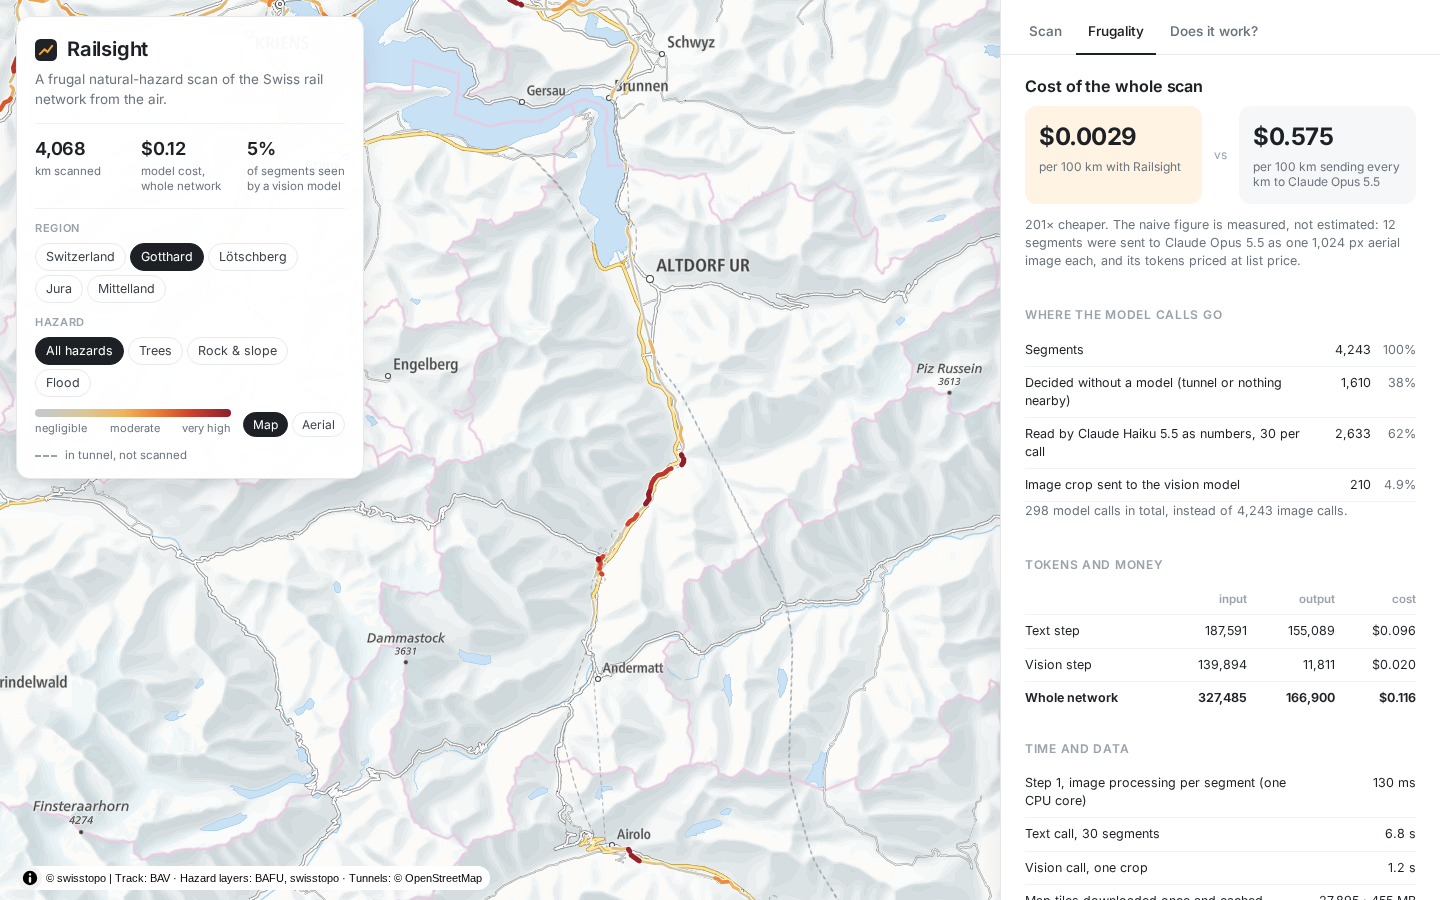 Railsight
A frugal natural-hazard scan of the Swiss rail
network from the air.
4,068
km scanned
$0.12
model cost,
whole network
5%
of segments seen
by a vision model
REGION
Switzerland
Gotthard
Lötschberg
Jura
Mittelland
HAZARD
All hazards
Trees
Rock & slope
Flood
negligible
moderate
very high
Map
Aerial
in tunnel, not scanned
KRIENS
Schwyz
Gersau
Brunnen
ALTDORF UR
Engelberg
Piz Russein
3613
Dammastock
3631
Andermatt
rindelwald
Finsteraarhorn
4274
Airolo
© swisstopo | Track: BAV · Hazard layers: BAFU, swisstopo · Tunnels: © OpenStreetMap
Scan
Frugality
Does it work?
Cost of the whole scan
$0.0029
per 100 km with Railsight
vs
$0.575
per 100 km sending every
km to Claude Opus 5.5
201× cheaper. The naive figure is measured, not estimated: 12
segments were sent to Claude Opus 5.5 as one 1,024 px aerial
image each, and its tokens priced at list price.
WHERE THE MODEL CALLS GO
Segments 4,243 100%
Decided without a model (tunnel or nothing
nearby) 1,610 38%
Read by Claude Haiku 5.5 as numbers, 30 per
call 2,633 62%
Image crop sent to the vision model 210 4.9%
298 model calls in total, instead of 4,243 image calls.
TOKENS AND MONEY
input output cost
Text step 187,591 155,089 $0.096
Vision step 139,894 11,811 $0.020
Whole network 327,485 166,900 $0.116
TIME AND DATA
Step 1, image processing per segment (one
CPU core) 130 ms
Text call, 30 segments 6.8 s
Vision call, one crop 1.2 s
Map tiles downloaded once and cached 27,895 · 455 MB